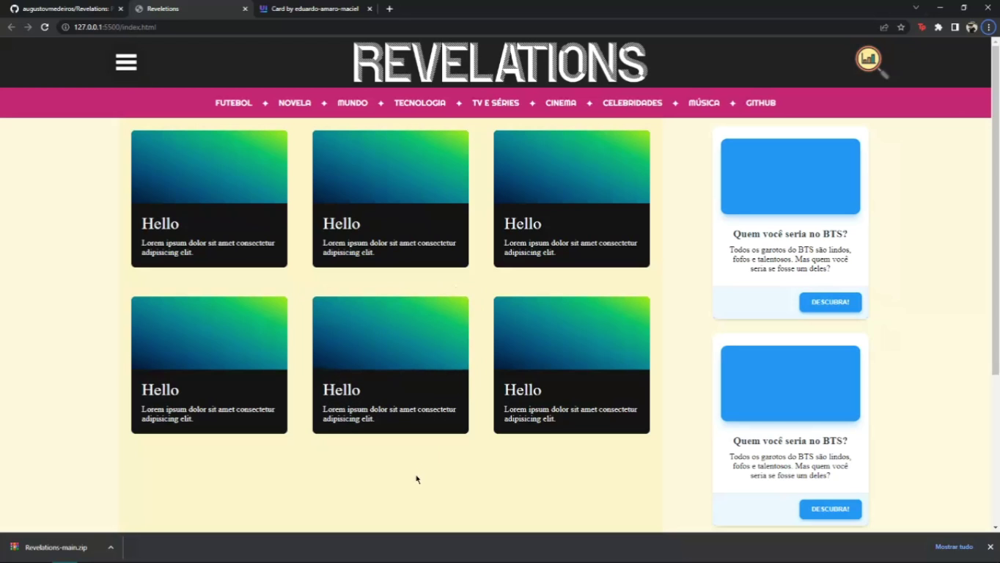 augustovmedeiros/Revelations:
Reveletions
Card by eduardo-amaro-maciel
127.0.0.1:5500/index.html
REVELATIONS
FUTEBOL ✦ NOVELA ✦ MUNDO ✦ TECNOLOGIA ✦ TV E SÉRIES ✦ CINEMA ✦ CELEBRIDADES ✦ MÚSICA ✦ GITHUB
Hello
Lorem ipsum dolor sit amet consectetur
adipisicing elit.
Hello
Lorem ipsum dolor sit amet consectetur
adipisicing elit.
Hello
Lorem ipsum dolor sit amet consectetur
adipisicing elit.
Quem você seria no BTS?
Todos os garotos do BTS são lindos,
fofos e talentosos. Mas quem você
seria se fosse um deles?
DESCUBRA!
Hello
Lorem ipsum dolor sit amet consectetur
adipisicing elit.
Hello
Lorem ipsum dolor sit amet consectetur
adipisicing elit.
Hello
Lorem ipsum dolor sit amet consectetur
adipisicing elit.
Quem você seria no BTS?
Todos os garotos do BTS são lindos,
fofos e talentosos. Mas quem você
seria se fosse um deles?
DESCUBRA!
Revelations-main.zip
Mostrar tudo